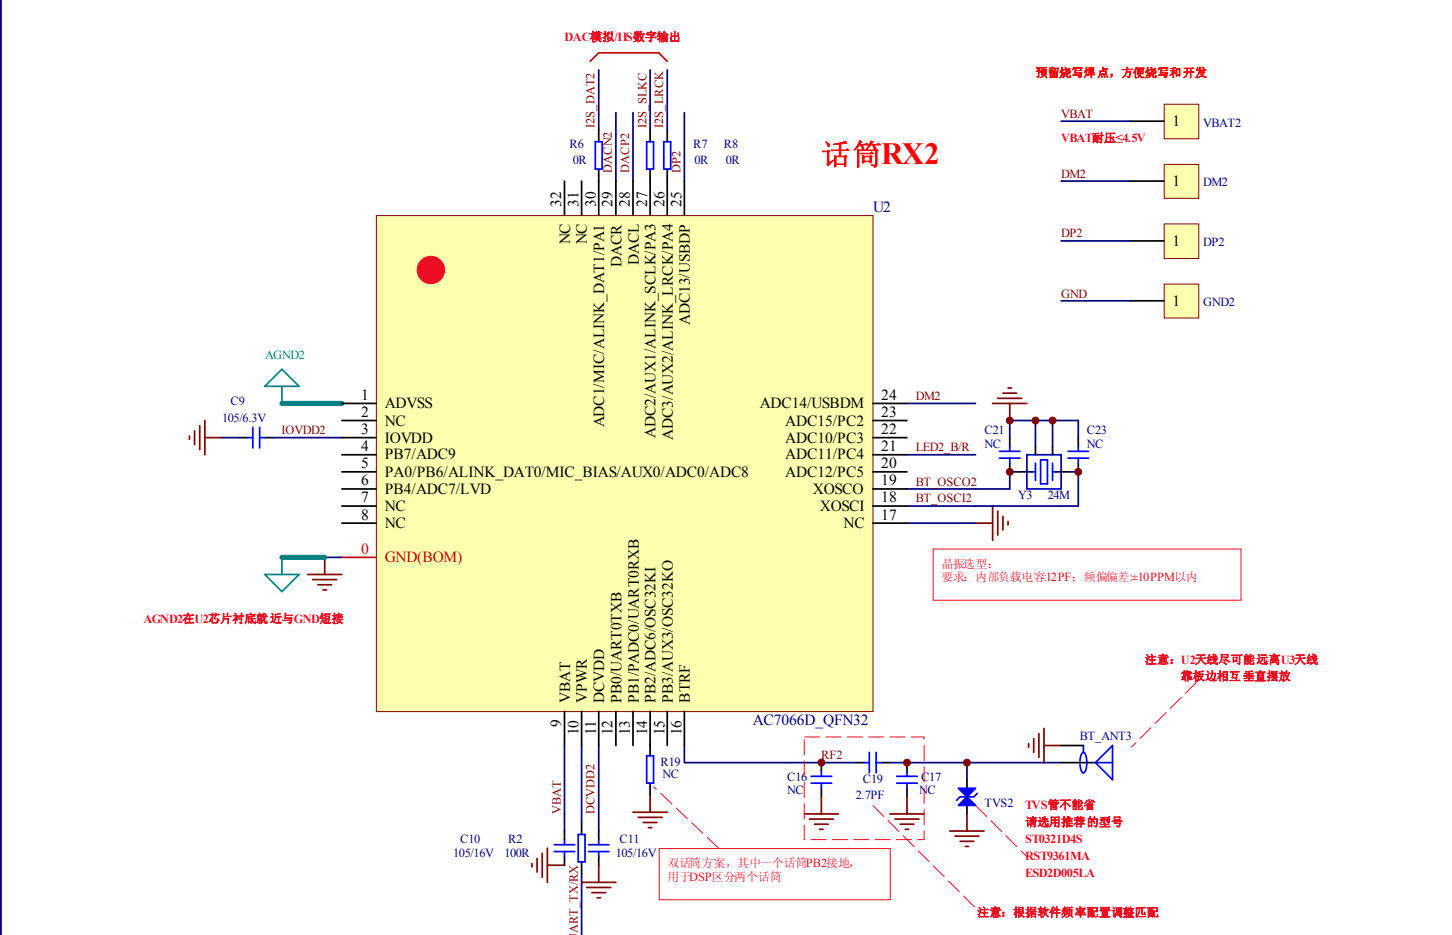 DAC模拟/IIS数字输出
预留烧写焊点，方便烧写和开发
I2S_DAT2
I2S_SLKC
I2S_LRCK
DACN2
DACP2
DP2
R6
0R
R7
0R
R8
0R
话筒RX2
VBAT
1
VBAT2
VBAT耐压≤4.5V
DM2
1
DM2
DP2
1
DP2
GND
1
GND2
U2
32
31
30
29
28
27
26
25
NC
NC
ADC1/MIC/ALINK_DAT1/PA1
DACR
DACL
ADC2/AUX1/ALINK_SCLK/PA3
ADC3/AUX2/ALINK_LRCK/PA4
ADC13/USBDP
AGND2
C9
105/6.3V
IOVDD2
1 ADVSS
2 NC
3 IOVDD
4 PB7/ADC9
5 PA0/PB6/ALINK_DAT0/MIC_BIAS/AUX0/ADC0/ADC8
6 PB4/ADC7/LVD
7 NC
8 NC
0 GND(BOM)
AGND2在U2芯片衬底就近与GND短接
ADC14/USBDM 24 DM2
ADC15/PC2 23
ADC10/PC3 22
ADC11/PC4 21 LED2_B/R
ADC12/PC5 20
XOSCO 19 BT_OSCO2
XOSCI 18 BT_OSCI2
NC 17
C21
NC
C23
NC
Y3 24M
晶振选型：
要求：内部负载电容12PF；频偏偏差±10PPM以内
VBAT
VPWR
DCVDD
PB0/UART0TXB
PB1/PADC0/UART0RXB
PB2/ADC6/OSC32KI
PB3/AUX3/OSC32KO
BTRF
9
10
11
12
13
14
15
16
AC7066D_QFN32
VBAT
DCVDD2
UART_TX/RX
C10
105/16V
R2
100R
C11
105/16V
R19
NC
双话筒方案，其中一个话筒PB2接地，
用于DSP区分两个话筒
RF2
C16
NC
C19
2.7PF
C17
NC
TVS2
BT_ANT3
注意：U2天线尽可能远离U3天线
靠板边相互垂直摆放
TVS管不能省
请选用推荐的型号
ST0321D4S
RST9361MA
ESD2D005LA
注意：根据软件频率配置调整匹配